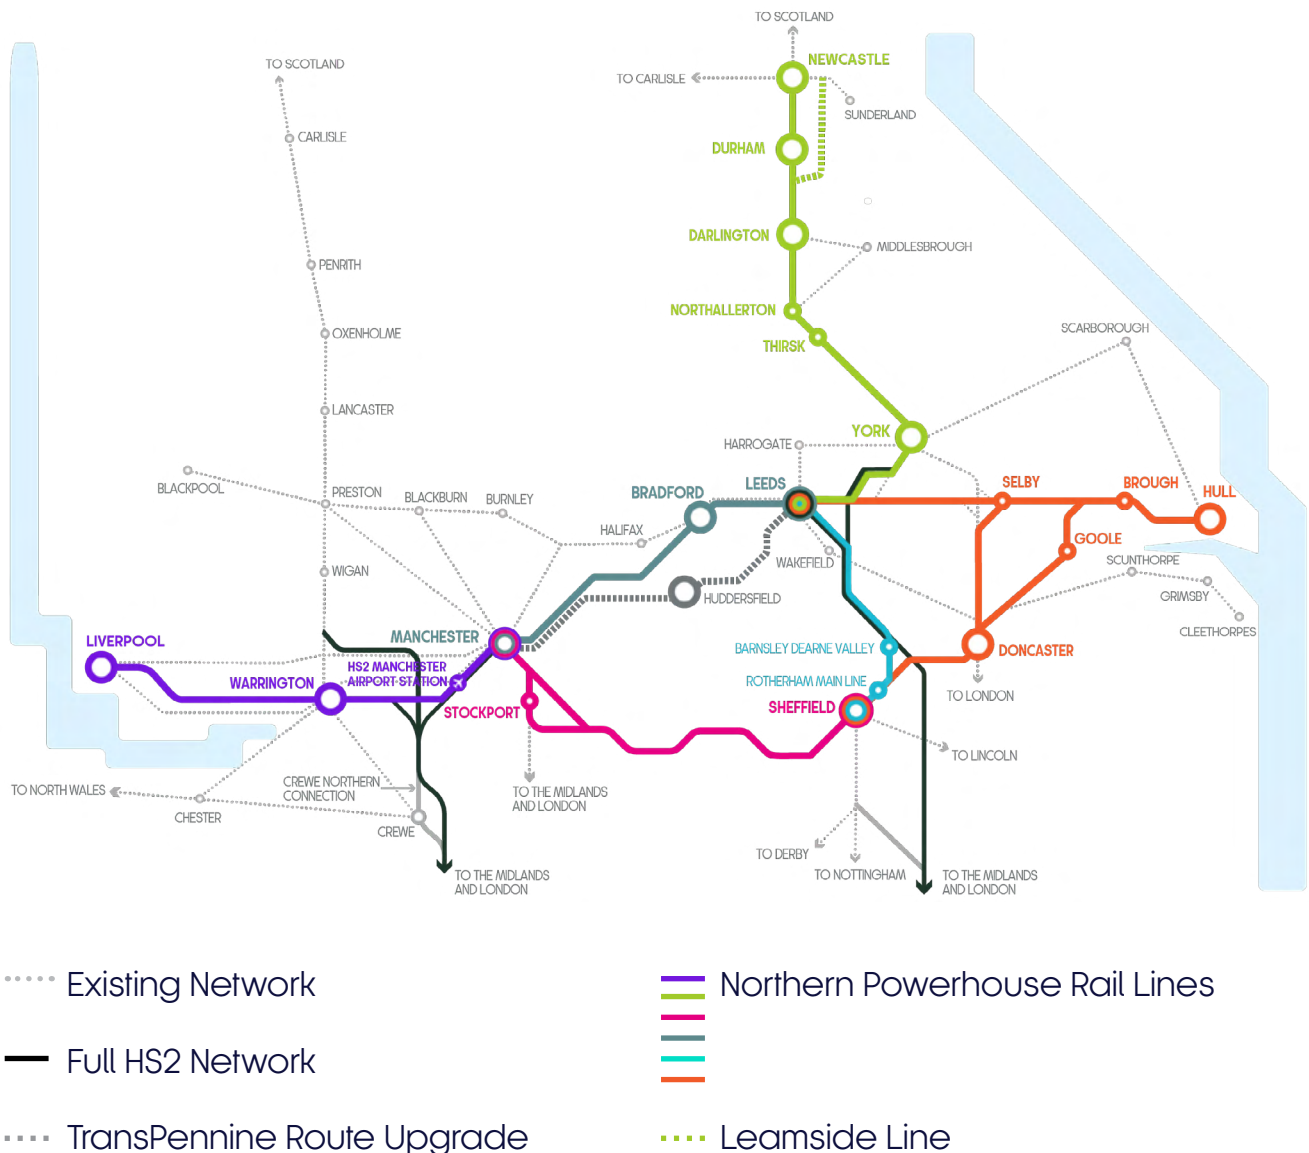 TO SCOTLAND
NEWCASTLE
TO SCOTLAND
TO CARLISLE
SUNDERLAND
CARLISLE
DURHAM
DARLINGTON
MIDDLESBROUGH
PENRITH
NORTHALLERTON
OXENHOLME
THIRSK
SCARBOROUGH
LANCASTER
YORK
HARROGATE
BLACKPOOL
PRESTON
BLACKBURN
BURNLEY
BRADFORD
LEEDS
SELBY
BROUGH
HULL
HALIFAX
GOOLE
WAKEFIELD
SCUNTHORPE
WIGAN
HUDDERSFIELD
GRIMSBY
CLEETHORPES
LIVERPOOL
MANCHESTER
BARNSLEY DEARNE VALLEY
DONCASTER
HS2 MANCHESTER
AIRPORT STATION
WARRINGTON
ROTHERHAM MAIN LINE
TO LONDON
STOCKPORT
SHEFFIELD
TO LINCOLN
TO NORTH WALES
CREWE NORTHERN
CONNECTION
TO THE MIDLANDS
AND LONDON
CHESTER
CREWE
TO DERBY
TO NOTTINGHAM
TO THE MIDLANDS
AND LONDON
TO THE MIDLANDS
AND LONDON
Existing Network
Northern Powerhouse Rail Lines
Full HS2 Network
TransPennine Route Upgrade
Leamside Line